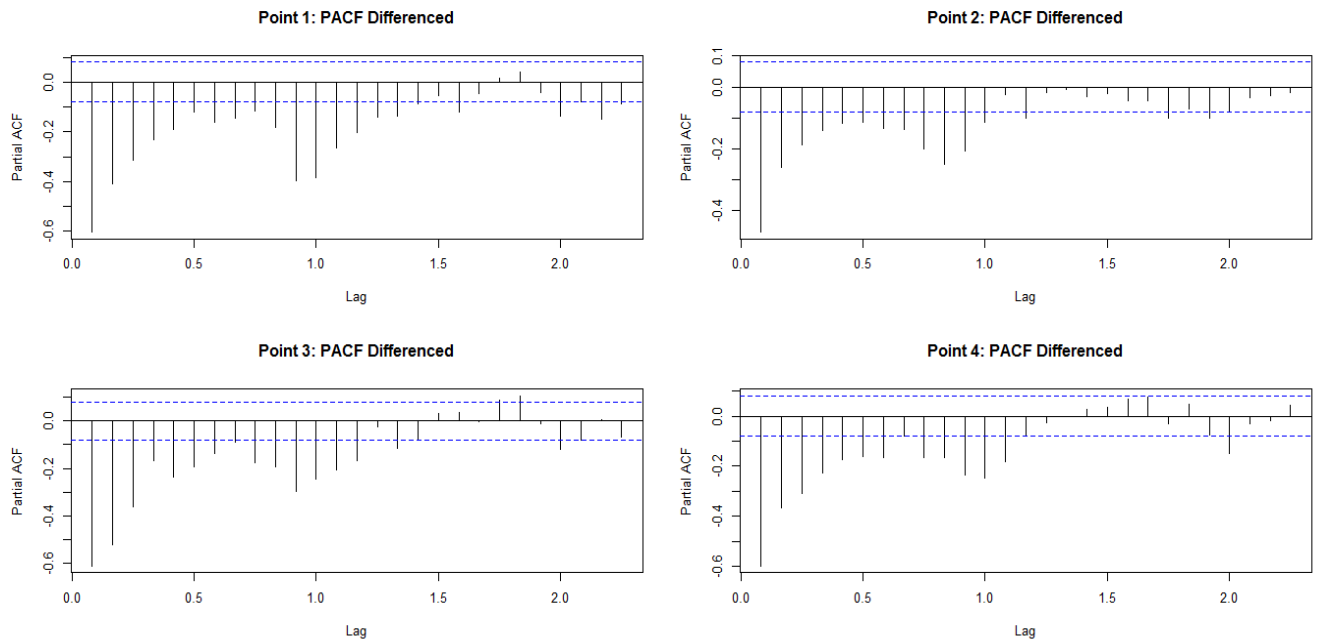 Point 1: PACF Differenced
Partial ACF
0.0
-0.2
-0.4
-0.6
0.0 0.5 1.0 1.5 2.0
Lag
Point 2: PACF Differenced
Partial ACF
0.1
0.0
-0.2
-0.4
0.0 0.5 1.0 1.5 2.0
Lag
Point 3: PACF Differenced
Partial ACF
0.0
-0.2
-0.4
-0.6
0.0 0.5 1.0 1.5 2.0
Lag
Point 4: PACF Differenced
Partial ACF
0.0
-0.2
-0.4
-0.6
0.0 0.5 1.0 1.5 2.0
Lag